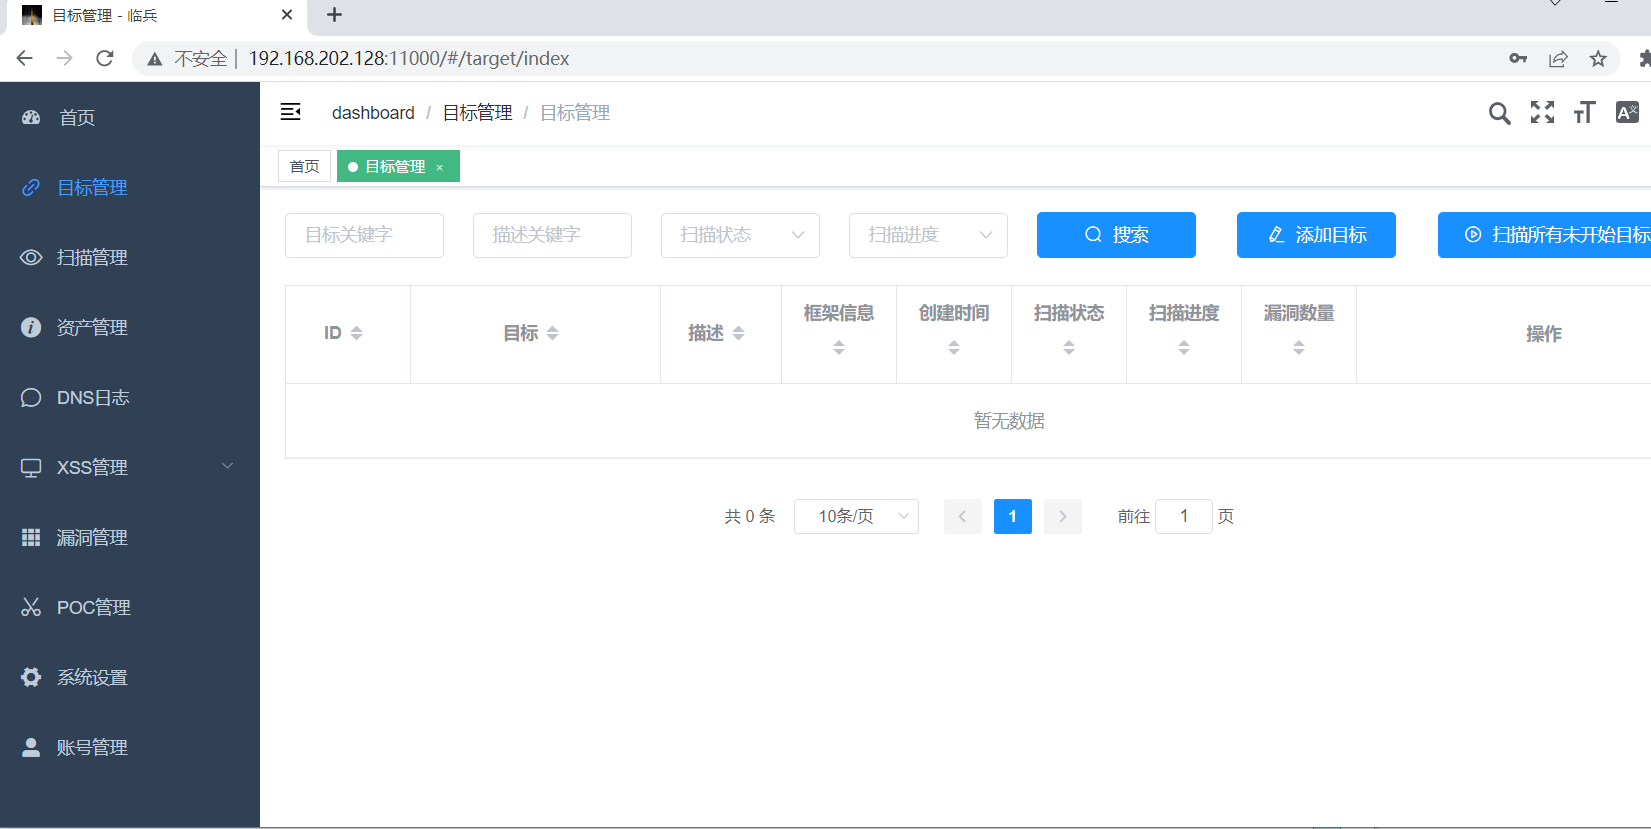 目标管理 - 临兵
不安全 192.168.202.128:11000/#/target/index
首页
目标管理
扫描管理
资产管理
DNS日志
XSS管理
漏洞管理
POC管理
系统设置
账号管理
dashboard / 目标管理 / 目标管理
首页 目标管理 ×
目标关键字 描述关键字 扫描状态 扫描进度 搜索 添加目标 扫描所有未开始目标
ID 目标 描述 框架信息 创建时间 扫描状态 扫描进度 漏洞数量 操作
暂无数据
共 0 条 10条/页 1 前往 1 页